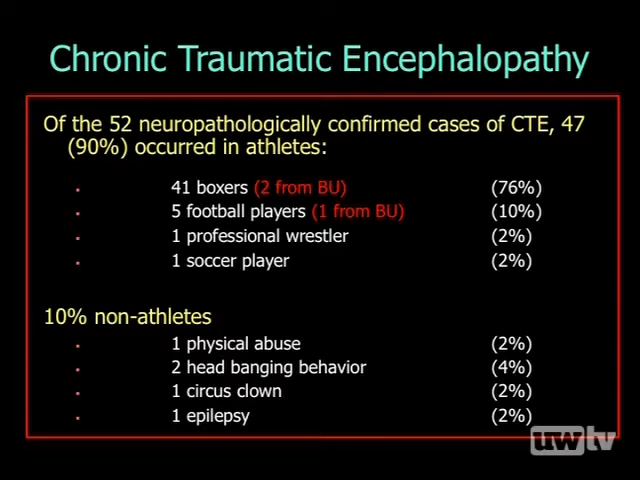 Chronic Traumatic Encephalopathy
Of the 52 neuropathologically confirmed cases of CTE, 47
(90%) occurred in athletes:
• 41 boxers (2 from BU) (76%)
• 5 football players (1 from BU) (10%)
• 1 professional wrestler (2%)
• 1 soccer player (2%)
10% non-athletes
• 1 physical abuse (2%)
• 2 head banging behavior (4%)
• 1 circus clown (2%)
• 1 epilepsy (2%)
uwtv